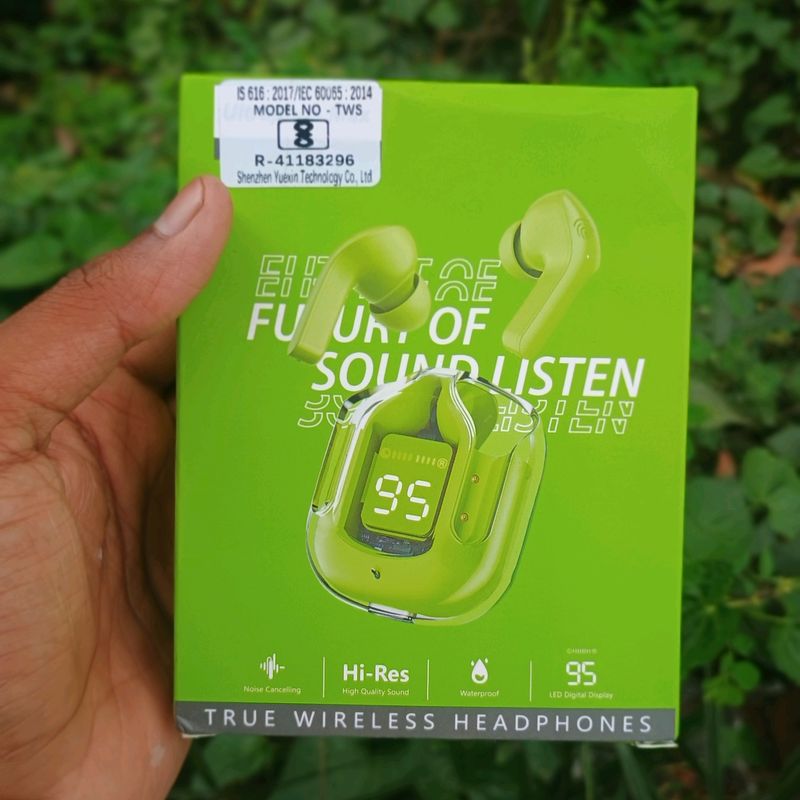 IS 616 : 2017/IEC 60065 : 2014
MODEL NO - TWS
R-41183296
Shenzhen Yuexin Technology Co., Ltd
OF
SOUND LISTEN
95
Noise Cancelling
Hi-Res
High Quality Sound
Waterproof
95
LED Digital Display
TRUE WIRELESS HEADPHONES